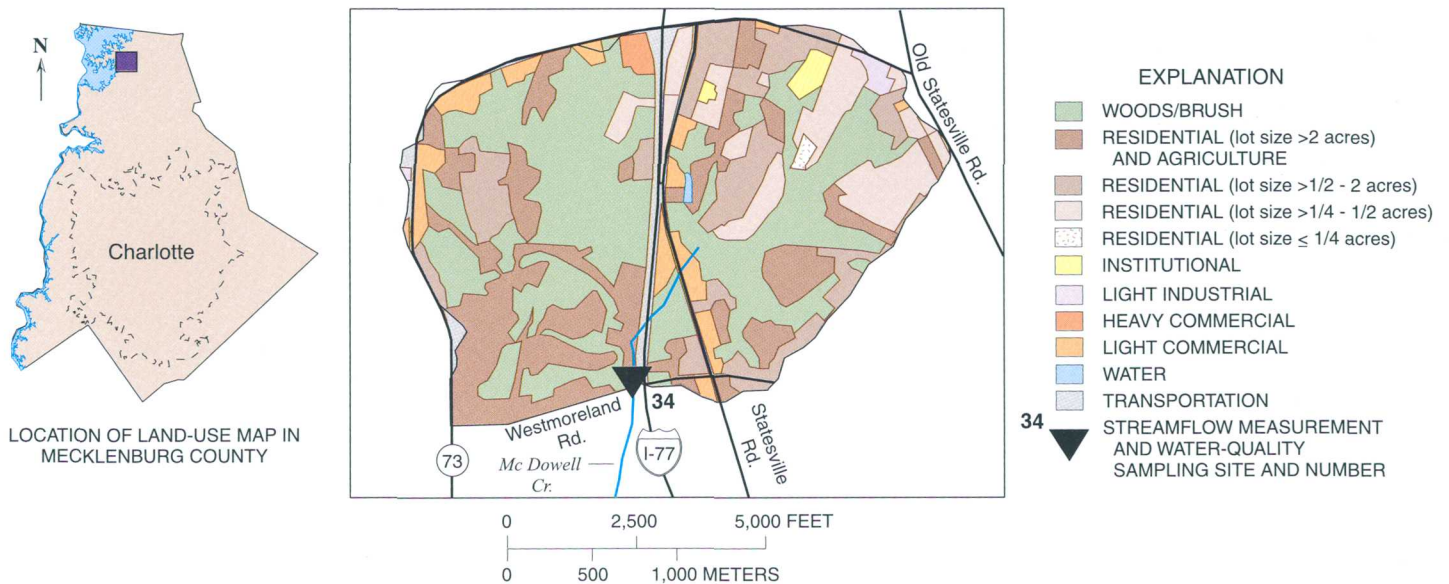 N
Charlotte
LOCATION OF LAND-USE MAP IN
MECKLENBURG COUNTY
Old Statesville Rd.
Westmoreland
Rd.
34
Statesville
Rd.
73
I-77
Mc Dowell
Cr.
0 2,500 5,000 FEET
0 500 1,000 METERS
EXPLANATION
WOODS/BRUSH
RESIDENTIAL (lot size >2 acres)
AND AGRICULTURE
RESIDENTIAL (lot size >1/2 - 2 acres)
RESIDENTIAL (lot size >1/4 - 1/2 acres)
RESIDENTIAL (lot size ≤ 1/4 acres)
INSTITUTIONAL
LIGHT INDUSTRIAL
HEAVY COMMERCIAL
LIGHT COMMERCIAL
WATER
TRANSPORTATION
34 STREAMFLOW MEASUREMENT
AND WATER-QUALITY
SAMPLING SITE AND NUMBER